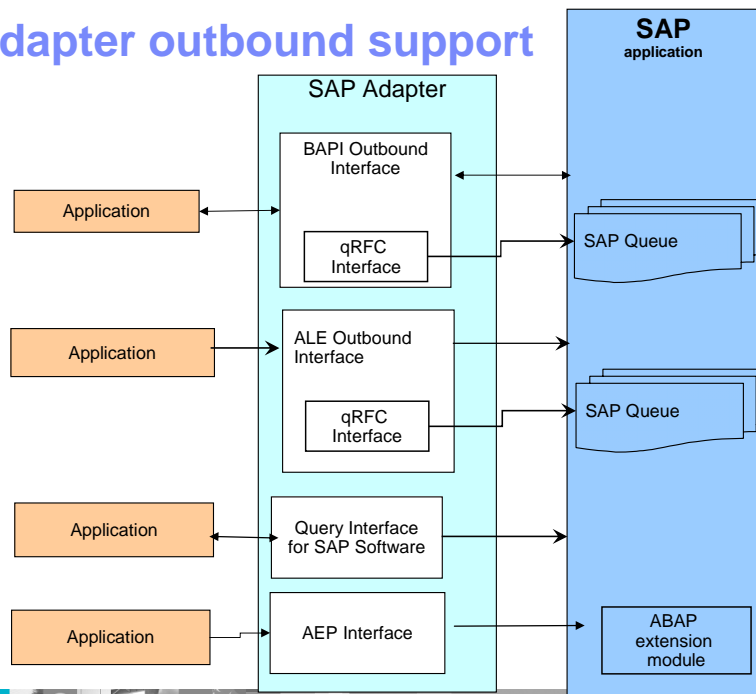 dapter outbound support
SAP
application
SAP Adapter
BAPI Outbound
Interface
Application
qRFC
Interface
SAP Queue
ALE Outbound
Interface
Application
qRFC
Interface
SAP Queue
Application
Query Interface
for SAP Software
Application
AEP Interface
ABAP
extension
module